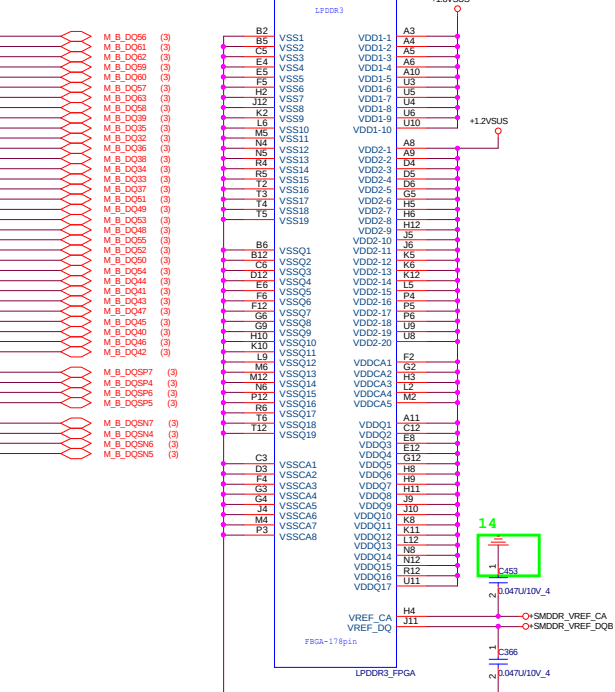 LPDDR3
M_B_DQ56 (3)
M_B_DQ61 (3)
M_B_DQ62 (3)
M_B_DQ59 (3)
M_B_DQ60 (3)
M_B_DQ57 (3)
M_B_DQ63 (3)
M_B_DQ58 (3)
M_B_DQ39 (3)
M_B_DQ35 (3)
M_B_DQ32 (3)
M_B_DQ36 (3)
M_B_DQ38 (3)
M_B_DQ34 (3)
M_B_DQ33 (3)
M_B_DQ37 (3)
M_B_DQ51 (3)
M_B_DQ49 (3)
M_B_DQ53 (3)
M_B_DQ48 (3)
M_B_DQ55 (3)
M_B_DQ52 (3)
M_B_DQ50 (3)
M_B_DQ54 (3)
M_B_DQ44 (3)
M_B_DQ41 (3)
M_B_DQ43 (3)
M_B_DQ47 (3)
M_B_DQ45 (3)
M_B_DQ40 (3)
M_B_DQ46 (3)
M_B_DQ42 (3)
M_B_DQSP7 (3)
M_B_DQSP4 (3)
M_B_DQSP6 (3)
M_B_DQSP5 (3)
M_B_DQSN7 (3)
M_B_DQSN4 (3)
M_B_DQSN6 (3)
M_B_DQSN5 (3)
B2 VSS1
B5 VSS2
C5 VSS3
E4 VSS4
E5 VSS5
F5 VSS6
H2 VSS7
J12 VSS8
K2 VSS9
L6 VSS10
M5 VSS11
N4 VSS12
N5 VSS13
R4 VSS14
R5 VSS15
T2 VSS16
T3 VSS17
T4 VSS18
T5 VSS19
B6 VSSQ1
B12 VSSQ2
C6 VSSQ3
D12 VSSQ4
E6 VSSQ5
F6 VSSQ6
F12 VSSQ7
G6 VSSQ8
G9 VSSQ9
H10 VSSQ10
K10 VSSQ11
L9 VSSQ12
M6 VSSQ13
M12 VSSQ14
N6 VSSQ15
P12 VSSQ16
R6 VSSQ17
T6 VSSQ18
T12 VSSQ19
C3 VSSCA1
D3 VSSCA2
F4 VSSCA3
G3 VSSCA4
G4 VSSCA5
J4 VSSCA6
M4 VSSCA7
P3 VSSCA8
VDD1-1 A3
VDD1-2 A4
VDD1-3 A5
VDD1-4 A6
VDD1-5 A10
VDD1-6 U3
VDD1-7 U5
VDD1-8 U4
VDD1-9 U6
VDD1-10 U10
+1.2VSUS
VDD2-1 A8
VDD2-2 A9
VDD2-3 D4
VDD2-4 D5
VDD2-5 D6
VDD2-6 G5
VDD2-7 H5
VDD2-8 H6
VDD2-9 H12
VDD2-10 J5
VDD2-11 J6
VDD2-12 K5
VDD2-13 K6
VDD2-14 K12
VDD2-15 L5
VDD2-16 P4
VDD2-17 P5
VDD2-18 P6
VDD2-19 U9
VDD2-20 U8
VDDCA1 F2
VDDCA2 G2
VDDCA3 H3
VDDCA4 L2
VDDCA5 M2
VDDQ1 A11
VDDQ2 C12
VDDQ3 E8
VDDQ4 E12
VDDQ5 G12
VDDQ6 H8
VDDQ7 H9
VDDQ8 H11
VDDQ9 J9
VDDQ10 J10
VDDQ11 K8
VDDQ12 K11
VDDQ13 L12
VDDQ14 N8
VDDQ15 N12
VDDQ16 R12
VDDQ17 U11
VREF_CA H4
VREF_DQ J11
FBGA-178pin
LPDDR3_FPGA
14
1
C453
2
0.047U/10V_4
+SMDDR_VREF_CA
+SMDDR_VREF_DQB
1
C366
2
0.047U/10V_4